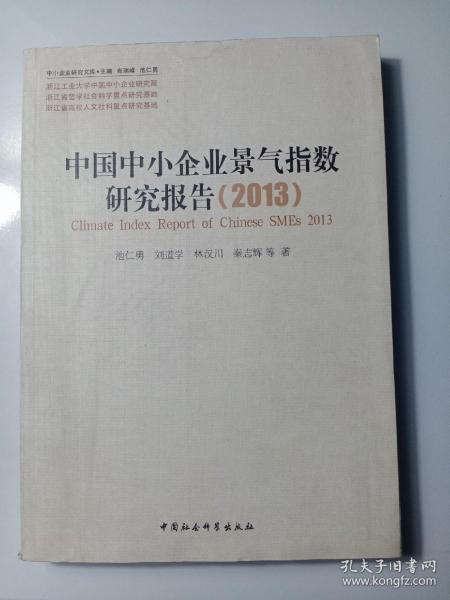 中小企业研究文库·主编 有瑞峰 池仁勇
浙江工业大学中国中小企业研究院
浙江省哲学社会科学重点研究基地
浙江省高校人文社科重点研究基地
中国中小企业景气指数
研究报告(2013)
Climate Index Report of Chinese SMEs 2013
池仁勇 刘道学 林汉川 秦志辉 等 著
中国社会科学出版社
孔夫子旧书网
www.kongfz.com